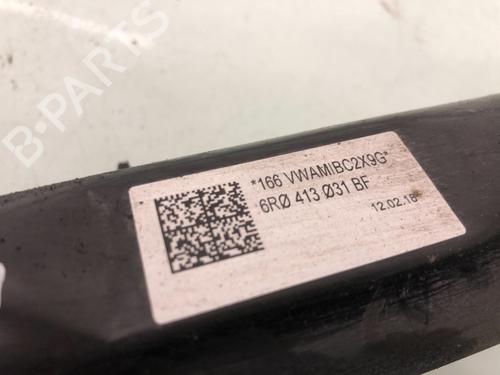 B-PARTS
*166 VWAMIBC2X9G*
6RØ 413 Ø31 BF
12.02.18